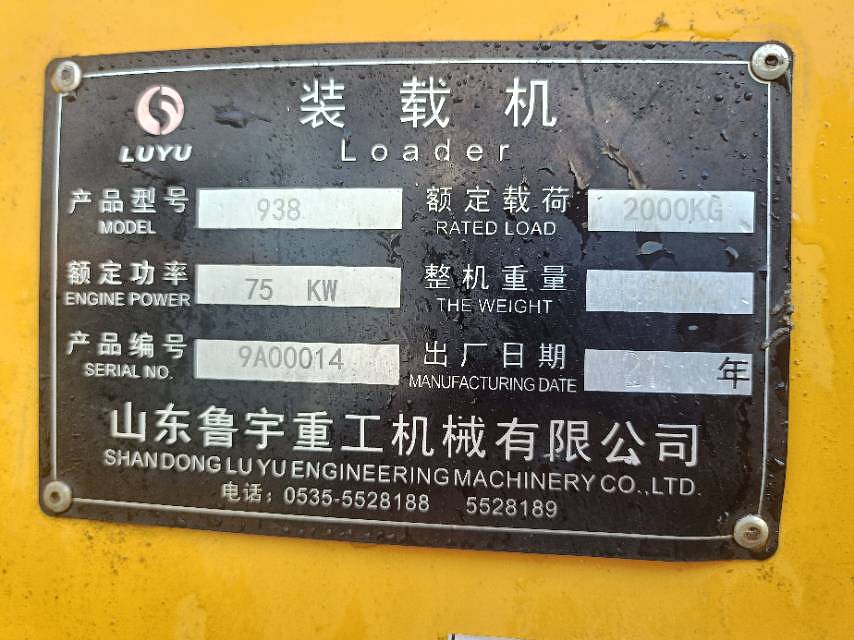 装载机
LUYU
Loader
产品型号 938 额定载荷 2000KG
MODEL RATED LOAD
额定功率 75 KW 整机重量
ENGINE POWER THE WEIGHT
产品编号 9A00014 出厂日期 年
SERIAL NO. MANUFACTURING DATE
山东鲁宇重工机械有限公司
SHANDONG LU YU ENGINEERING MACHINERY CO.,LTD.
电话：0535-5528188 5528189